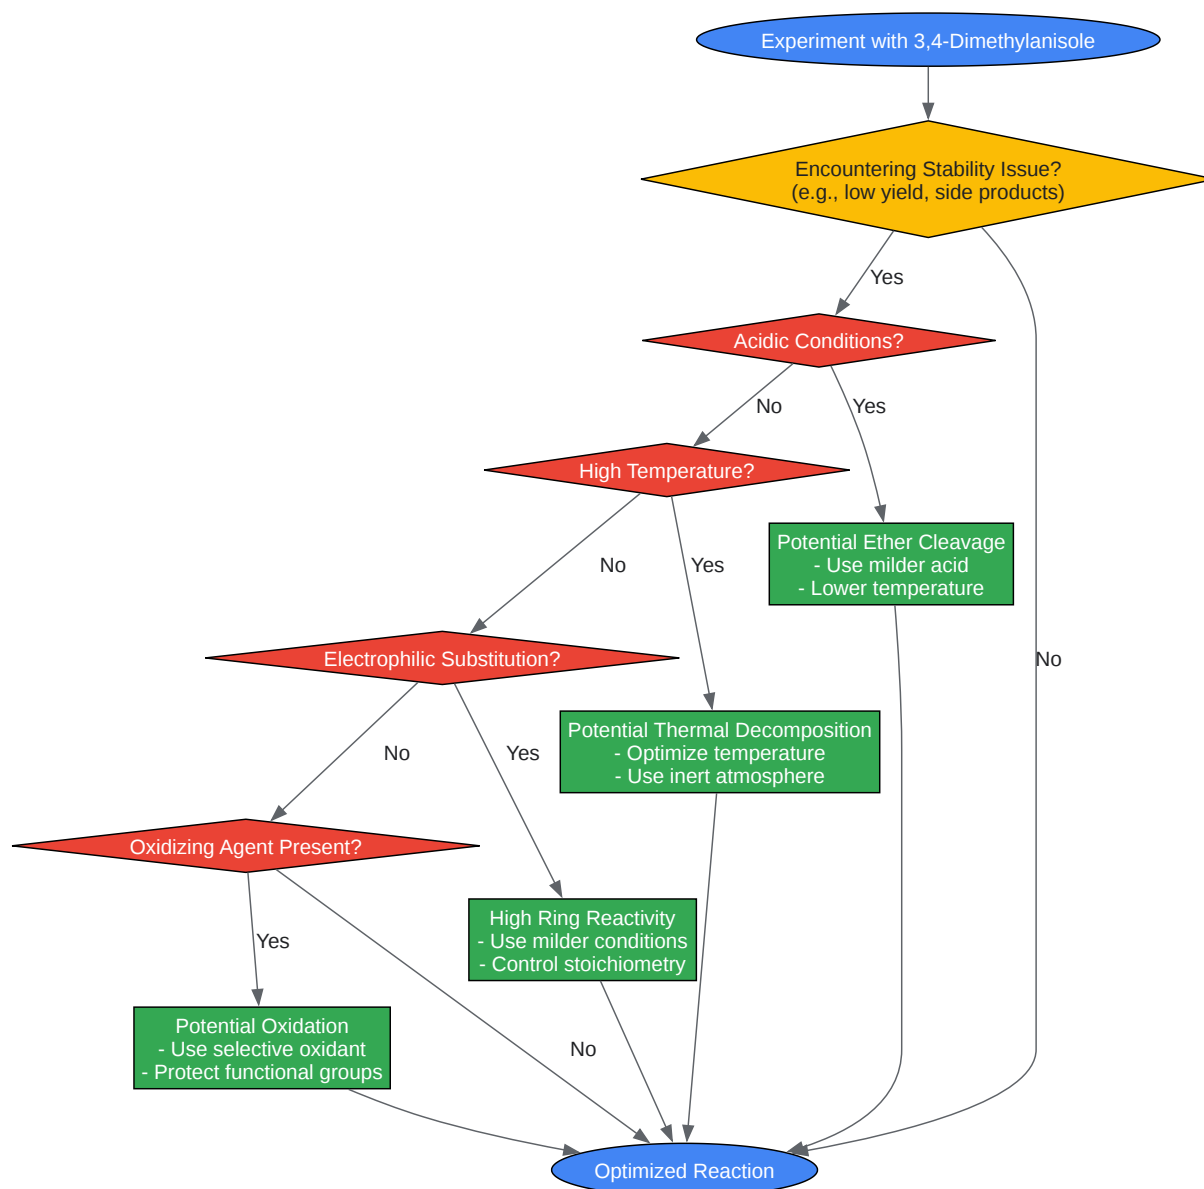 Experiment with 3,4-Dimethylanisole
Encountering Stability Issue?
(e.g., low yield, side products)
Yes
Acidic Conditions?
No
Yes
High Temperature?
Potential Ether Cleavage
- Use milder acid
- Lower temperature
No
Yes
No
Electrophilic Substitution?
Potential Thermal Decomposition
- Optimize temperature
- Use inert atmosphere
No
Yes
Oxidizing Agent Present?
High Ring Reactivity
- Use milder conditions
- Control stoichiometry
Yes
Potential Oxidation
- Use selective oxidant
- Protect functional groups
No
Optimized Reaction